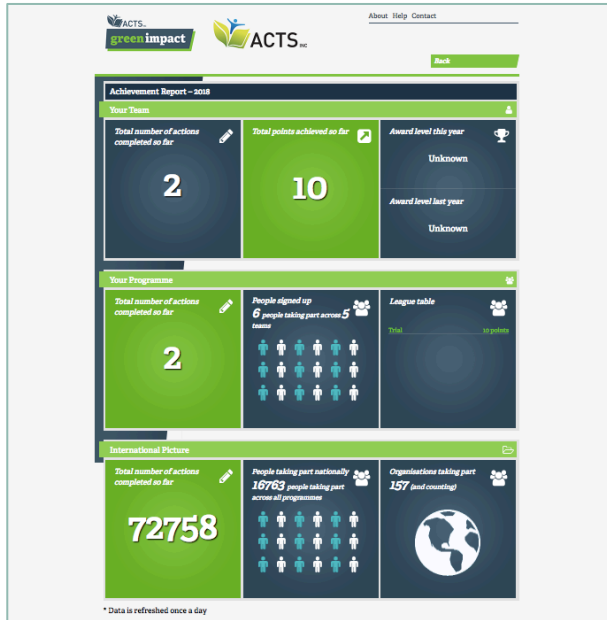 About Help Contact
ACTS INC
green impact
ACTS INC
Back
Achievement Report – 2018
Your Team
Total number of actions
completed so far
2
Total points achieved so far
10
Award level this year
Unknown
Award level last year
Unknown
Your Programme
Total number of actions
completed so far
2
People signed up
6 people taking part across 5
teams
League table
Trial 10 points
International Picture
Total number of actions
completed so far
72758
People taking part nationally
16763 people taking part
across all programmes
Organisations taking part
157 (and counting)
* Data is refreshed once a day